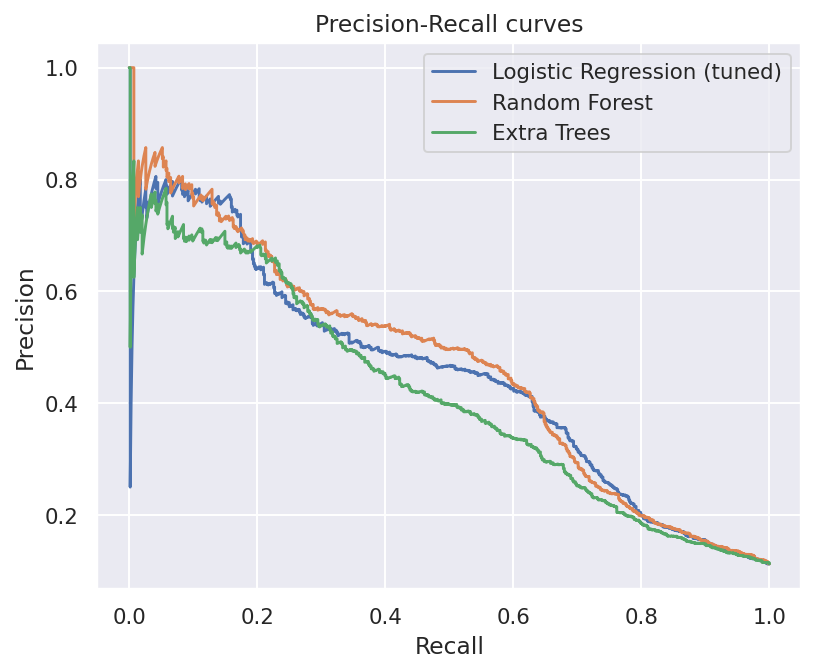 Precision-Recall curves
Logistic Regression (tuned)
Random Forest
Extra Trees
Precision
1.0
0.8
0.6
0.4
0.2
0.0 0.2 0.4 0.6 0.8 1.0
Recall